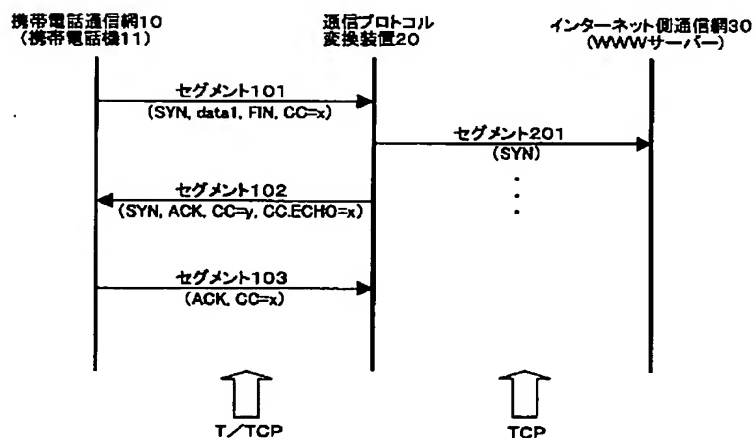 携帯電話通信網10
(携帯電話機11)
通信プロトコル
変換装置20
インターネット側通信網30
(WWWサーバー)
セグメント101
(SYN, data1, FIN, CC=x)
セグメント201
(SYN)
セグメント102
(SYN, ACK, CC=y, CC.ECHO=x)
セグメント103
(ACK, CC=x)
T/TCP
TCP